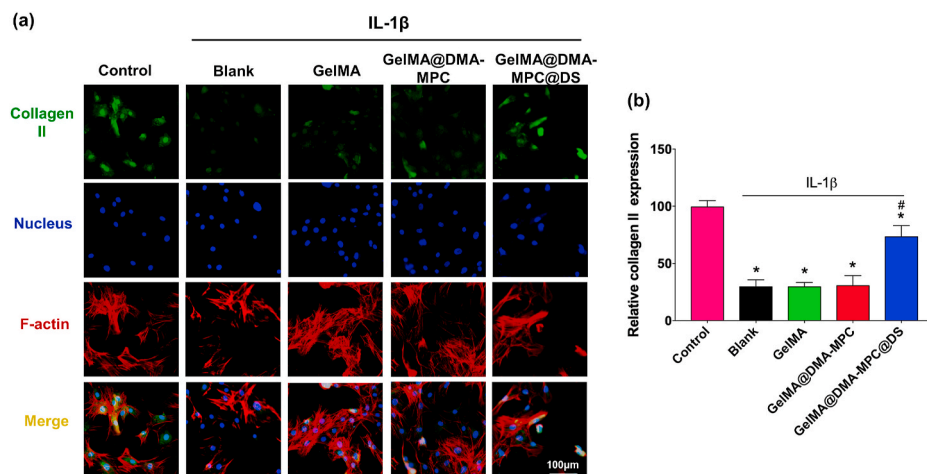 (a)
IL-1β
Control
Blank
GelMA
GelMA@DMA-
MPC
GelMA@DMA-
MPC@DS
Collagen
II
Nucleus
F-actin
Merge
100μm
(b)
Relative collagen II expression
150
100
50
0
IL-1β
*
*
*
#
*
Control
Blank
GelMA
GelMA@DMA-MPC
GelMA@DMA-MPC@DS